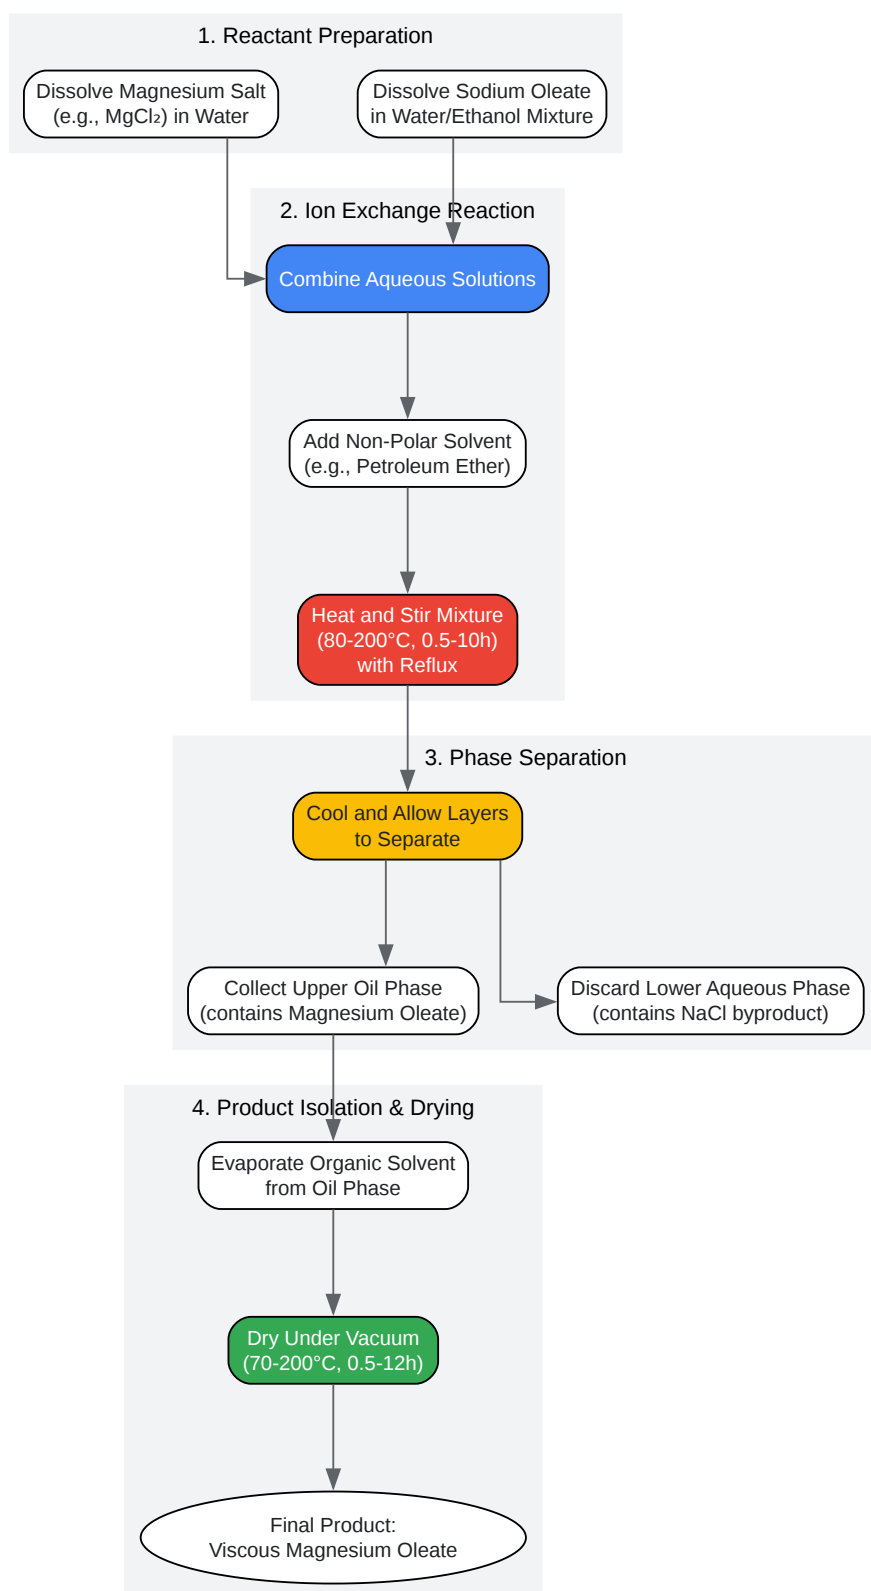 1. Reactant Preparation
Dissolve Magnesium Salt
(e.g., MgCl₂) in Water
Dissolve Sodium Oleate
in Water/Ethanol Mixture
2. Ion Exchange Reaction
Combine Aqueous Solutions
Add Non-Polar Solvent
(e.g., Petroleum Ether)
Heat and Stir Mixture
(80-200°C, 0.5-10h)
with Reflux
3. Phase Separation
Cool and Allow Layers
to Separate
Collect Upper Oil Phase
(contains Magnesium Oleate)
Discard Lower Aqueous Phase
(contains NaCl byproduct)
4. Product Isolation & Drying
Evaporate Organic Solvent
from Oil Phase
Dry Under Vacuum
(70-200°C, 0.5-12h)
Final Product:
Viscous Magnesium Oleate